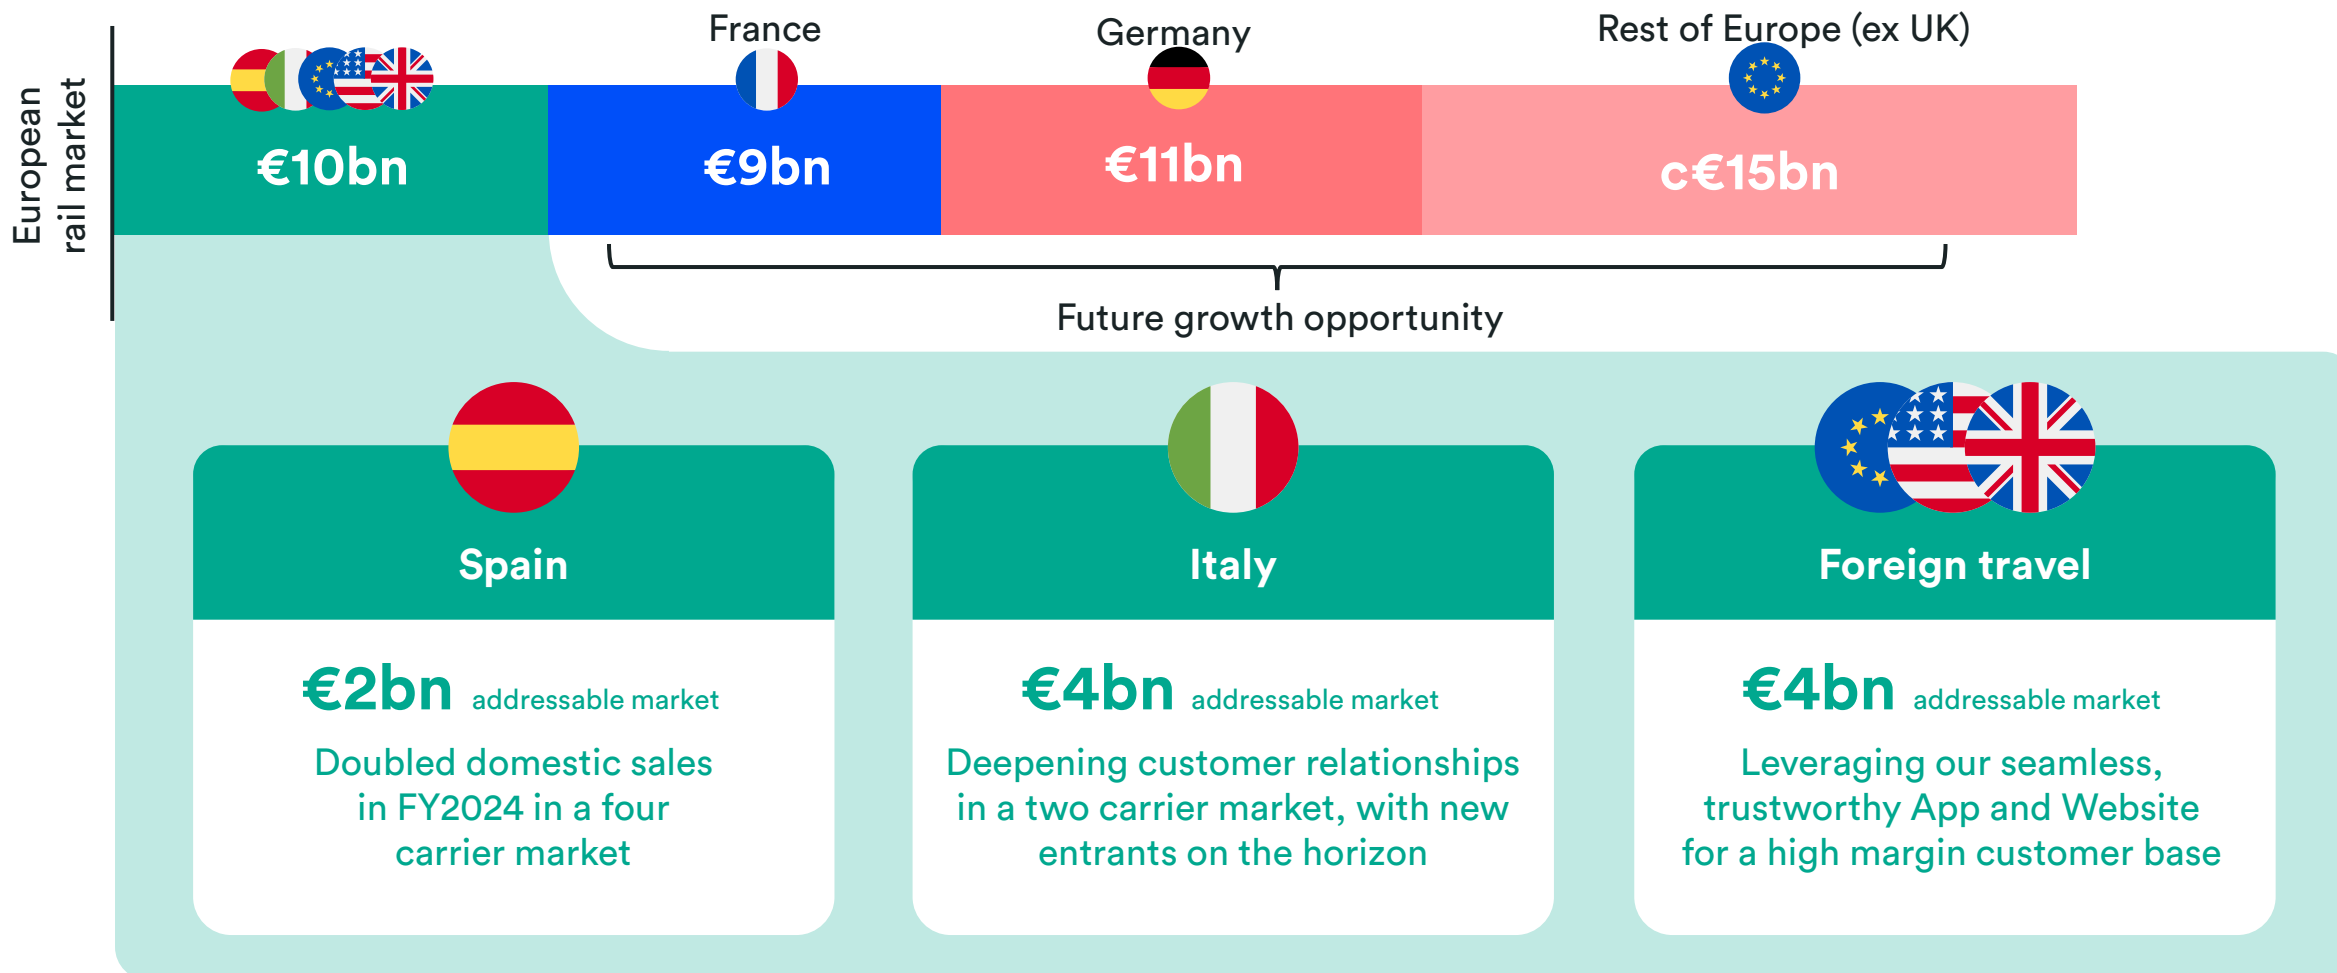 European
rail market
France
Germany
Rest of Europe (ex UK)
€10bn
€9bn
€11bn
c€15bn
Future growth opportunity
Spain
€2bn addressable market
Doubled domestic sales
in FY2024 in a four
carrier market
Italy
€4bn addressable market
Deepening customer relationships
in a two carrier market, with new
entrants on the horizon
Foreign travel
€4bn addressable market
Leveraging our seamless,
trustworthy App and Website
for a high margin customer base